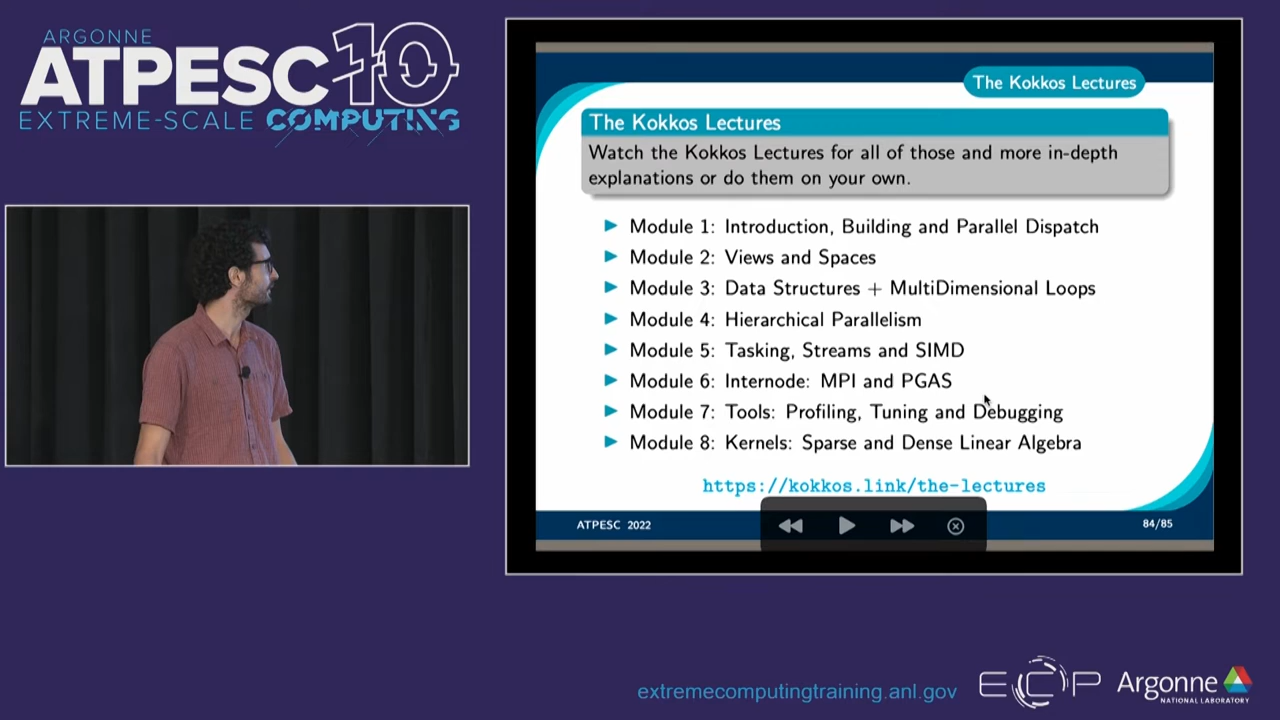 ARGONNE
ATPESC10
EXTREME-SCALE COMPUTING
The Kokkos Lectures
The Kokkos Lectures
Watch the Kokkos Lectures for all of those and more in-depth
explanations or do them on your own.
Module 1: Introduction, Building and Parallel Dispatch
Module 2: Views and Spaces
Module 3: Data Structures + MultiDimensional Loops
Module 4: Hierarchical Parallelism
Module 5: Tasking, Streams and SIMD
Module 6: Internode: MPI and PGAS
Module 7: Tools: Profiling, Tuning and Debugging
Module 8: Kernels: Sparse and Dense Linear Algebra
https://kokkos.link/the-lectures
ATPESC 2022
84/85
extremecomputingtraining.anl.gov
ECP
Argonne
NATIONAL LABORATORY